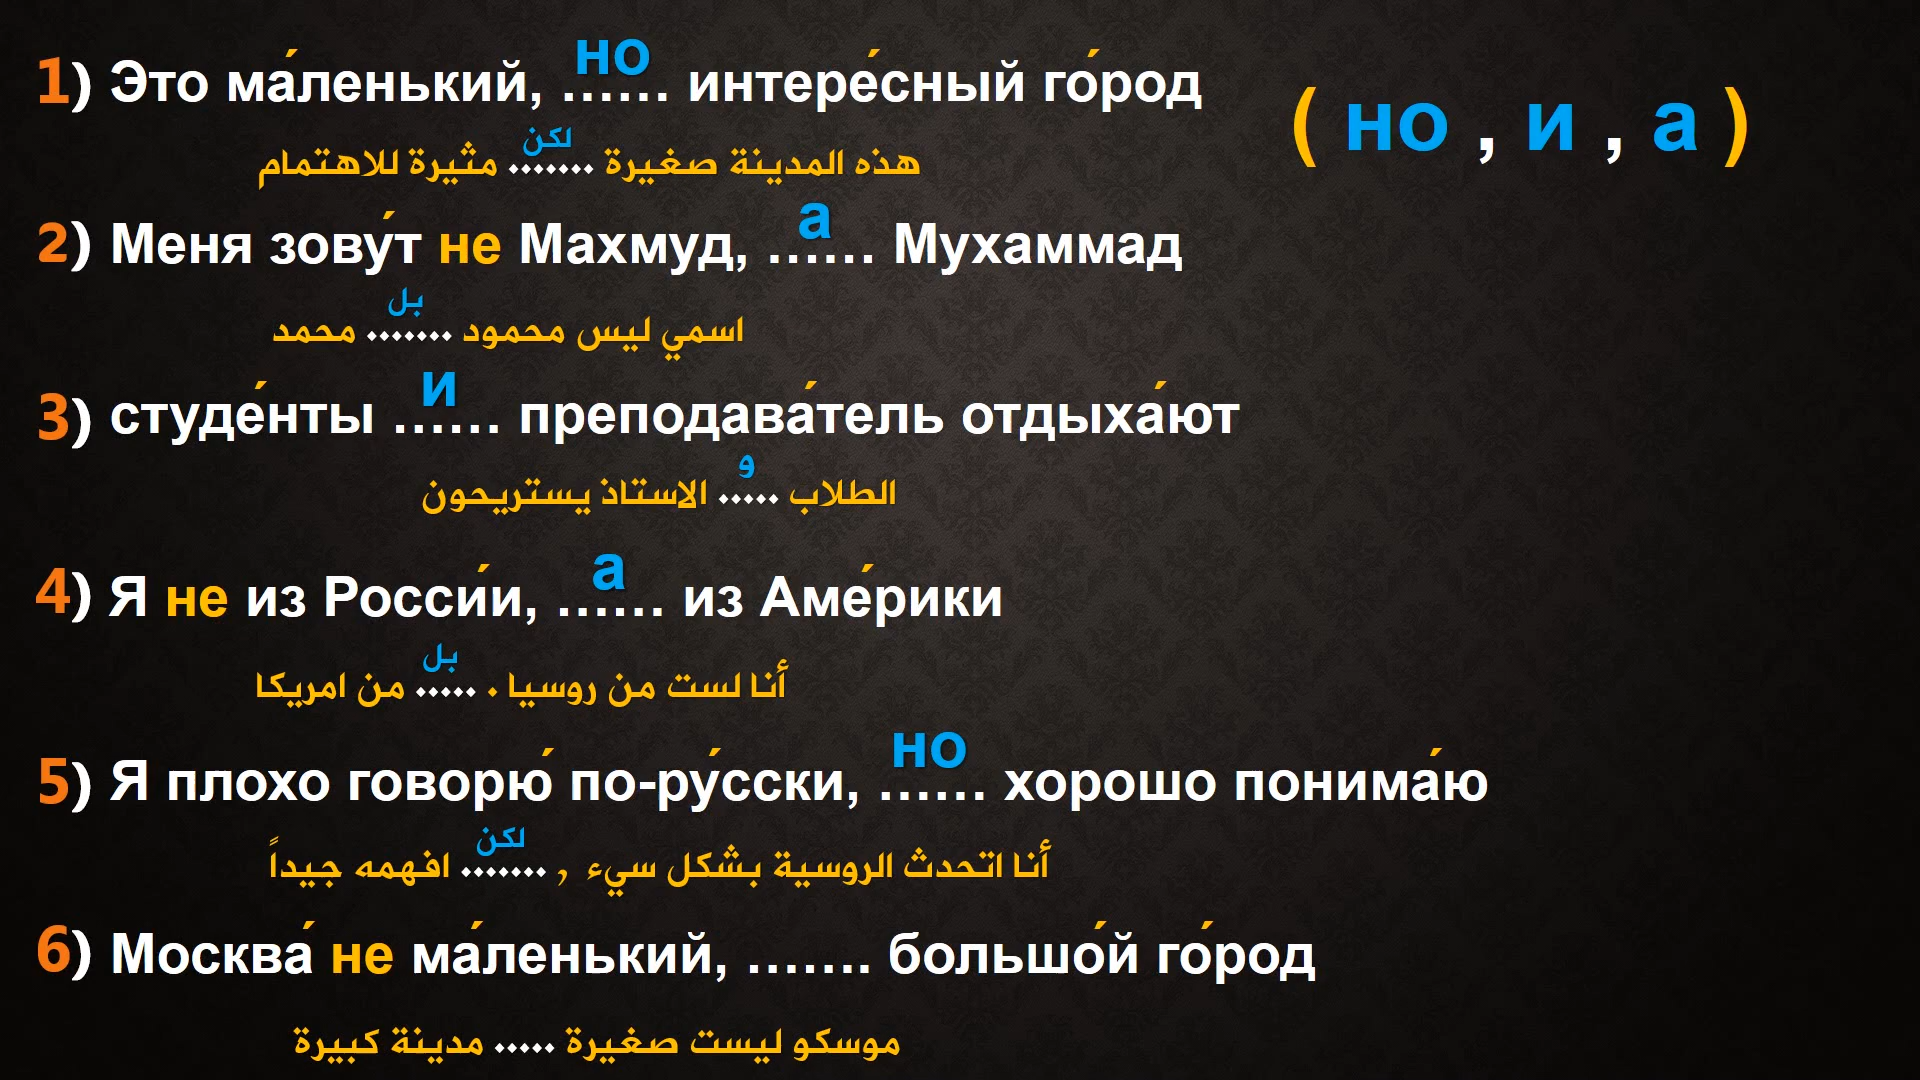 1) Это ма́ленький, ...но... интере́сный го́род
( но , и , а )
هذه المدينة صغيرة ...لكن.... مثيرة للاهتمام
2) Меня зову́т не Махмуд, ...а... Мухаммад
اسمي ليس محمود ...بل.... محمد
3) студе́нты ...и... преподава́тель отдыха́ют
الطلاب ..و... الاستاذ يستريحون
4) Я не из Росси́и, ...а... из Аме́рики
أنا لست من روسيا . ..بل... من امريكا
5) Я плохо говорю́ по-ру́сски, ...но... хорошо понима́ю
أنا اتحدث الروسية بشكل سيء , ...لكن.... افهمه جيداً
6) Москва́ не ма́ленький, ....... большо́й го́род
موسكو ليست صغيرة ..... مدينة كبيرة